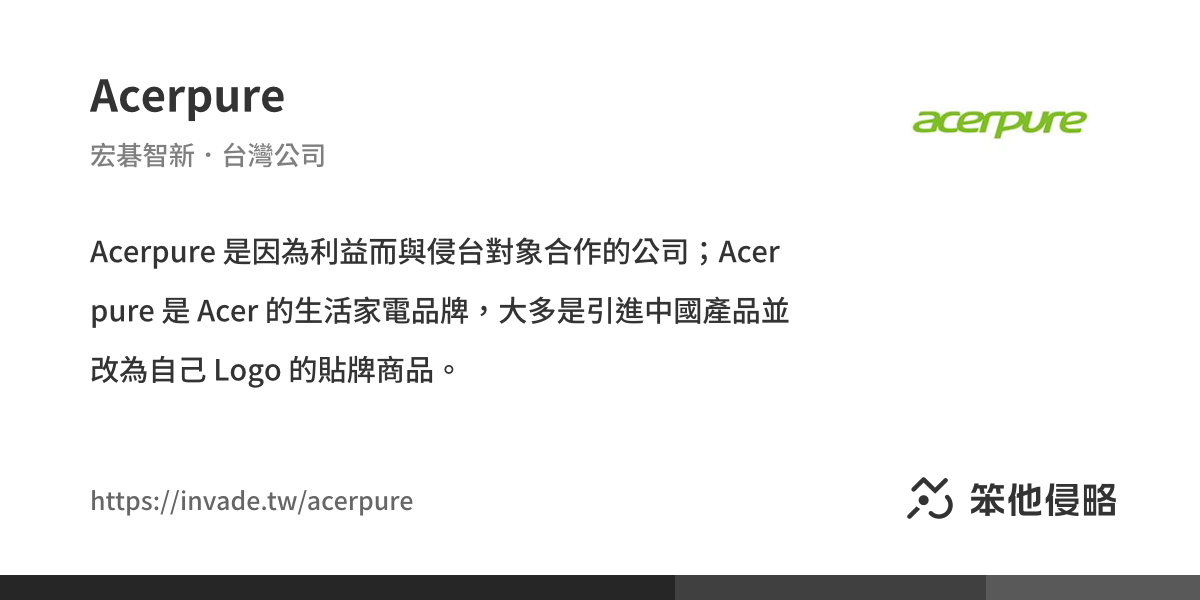 Acerpure
acerpure
宏碁智新・台灣公司
Acerpure 是因為利益而與侵台對象合作的公司；Acer
pure 是 Acer 的生活家電品牌，大多是引進中國產品並
改為自己 Logo 的貼牌商品。
https://invade.tw/acerpure
笨他侵略